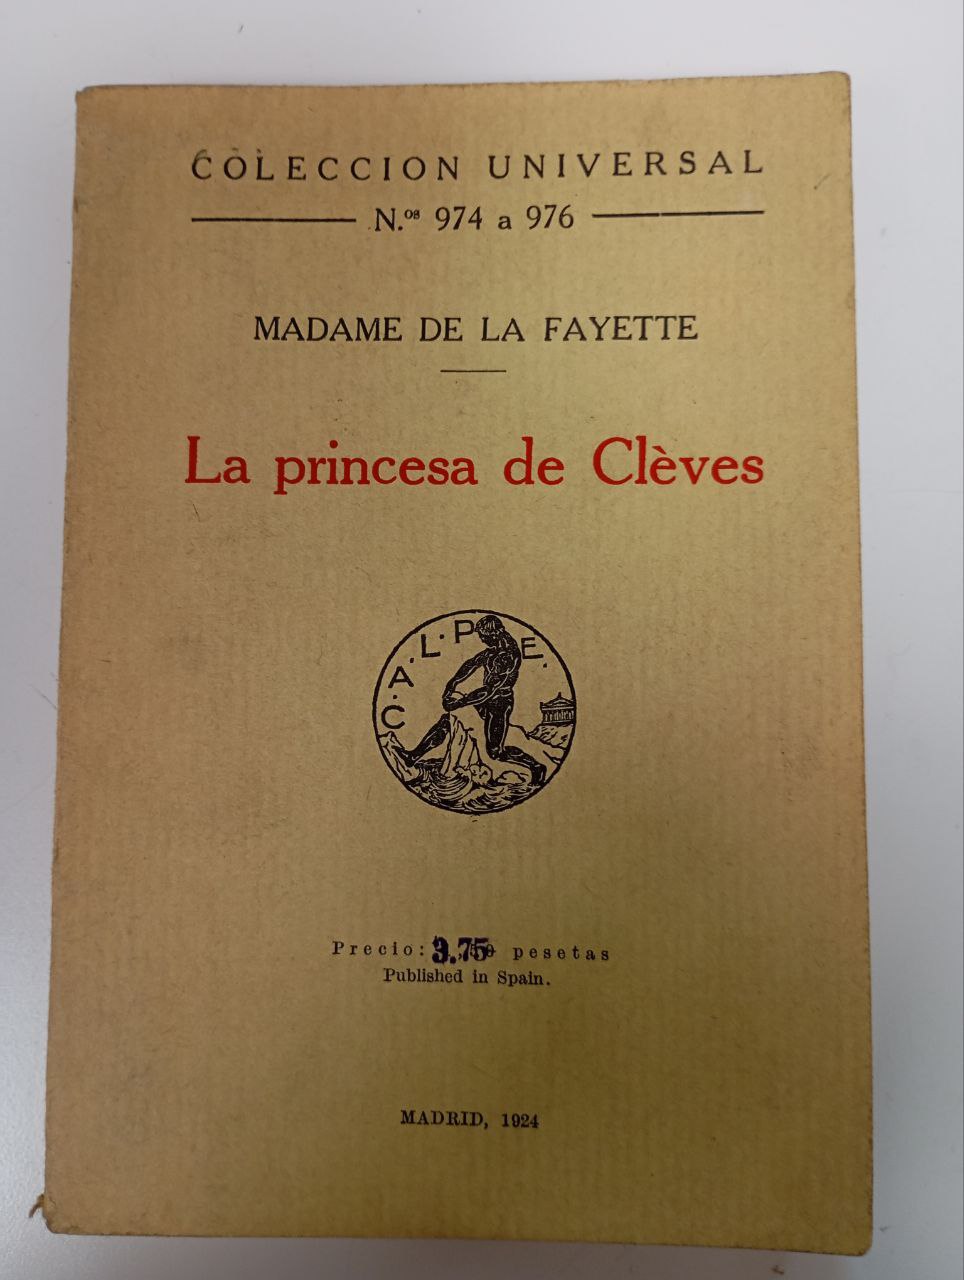 COLECCION UNIVERSAL
N.ºˢ 974 a 976
MADAME DE LA FAYETTE
La princesa de Clèves
C.A.L.P.E.
Precio: 3.75 pesetas
Published in Spain.
MADRID, 1924